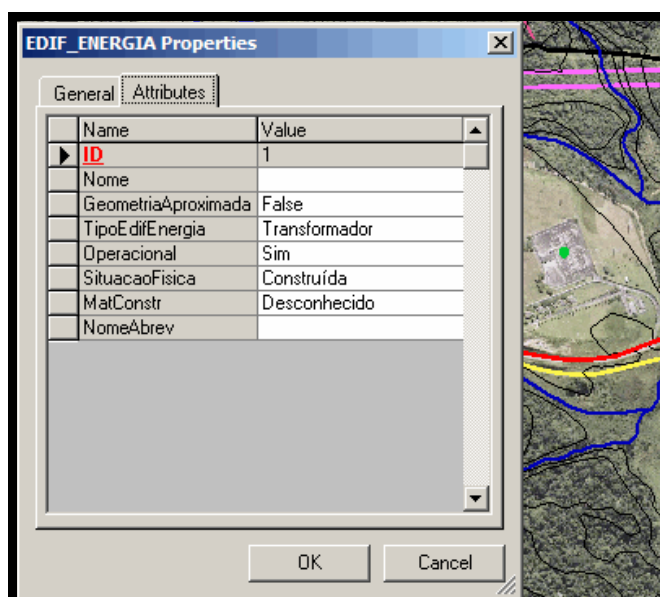 EDIF_ENERGIA Properties
General Attributes
Name Value
ID 1
Nome
GeometriaAproximada False
TipoEdifEnergia Transformador
Operacional Sim
SituacaoFisica Construída
MatConstr Desconhecido
NomeAbrev
OK Cancel